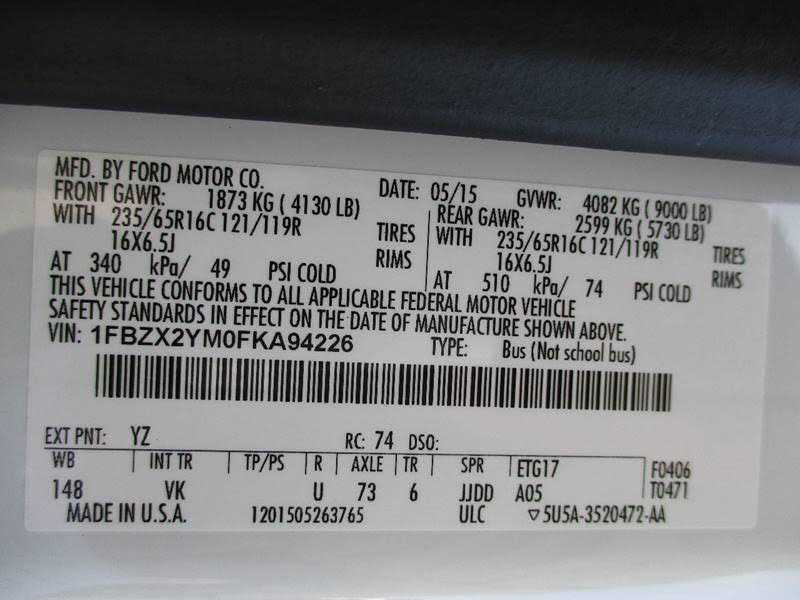 MFD. BY FORD MOTOR CO. DATE: 05/15 GVWR: 4082 KG ( 9000 LB)
FRONT GAWR: 1873 KG ( 4130 LB) REAR GAWR: 2599 KG ( 5730 LB)
WITH 235/65R16C 121/119R TIRES WITH 235/65R16C 121/119R TIRES
16X6.5J RIMS 16X6.5J RIMS
AT 340 kPa/ 49 PSI COLD AT 510 kPa/ 74 PSI COLD
THIS VEHICLE CONFORMS TO ALL APPLICABLE FEDERAL MOTOR VEHICLE
SAFETY STANDARDS IN EFFECT ON THE DATE OF MANUFACTURE SHOWN ABOVE.
VIN: 1FBZX2YM0FKA94226 TYPE: Bus (Not school bus)
EXT PNT: YZ RC: 74 DSO:
WB INT TR TP/PS R AXLE TR SPR ETG17 F0406
148 VK U 73 6 JJDD A05 T0471
MADE IN U.S.A. 1201505263765 ULC ▽5U5A-3520472-AA